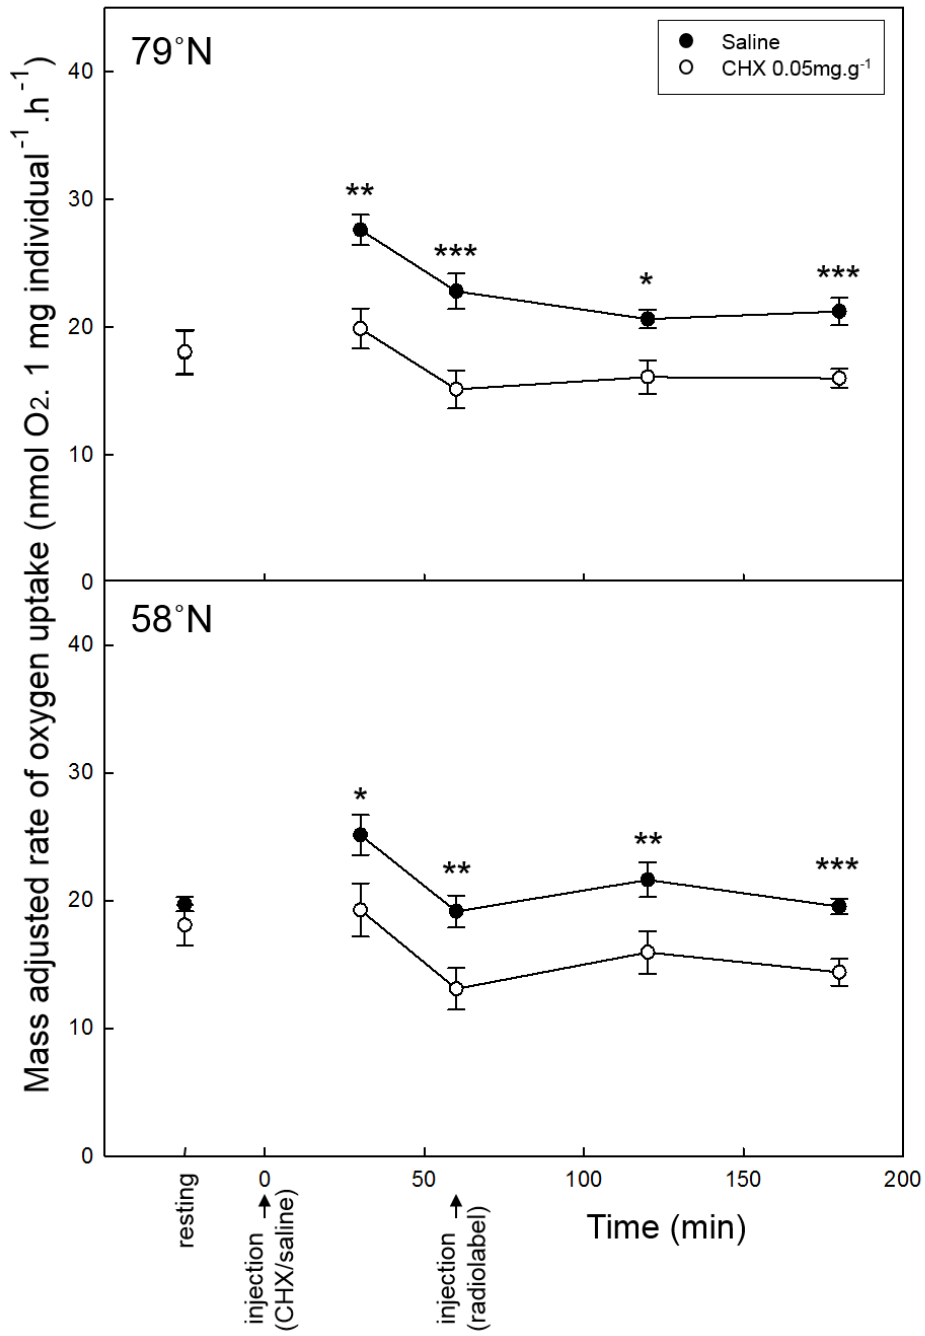 Mass adjusted rate of oxygen uptake (nmol O2. 1 mg individual⁻¹.h⁻¹)
79°N
Saline
CHX 0.05mg.g⁻¹
40
30
20
10
0
**
***
*
***
58°N
40
30
20
10
0
*
**
**
***
resting
0
50
100
150
200
injection
(CHX/saline)
injection
(radiolabel)
Time (min)